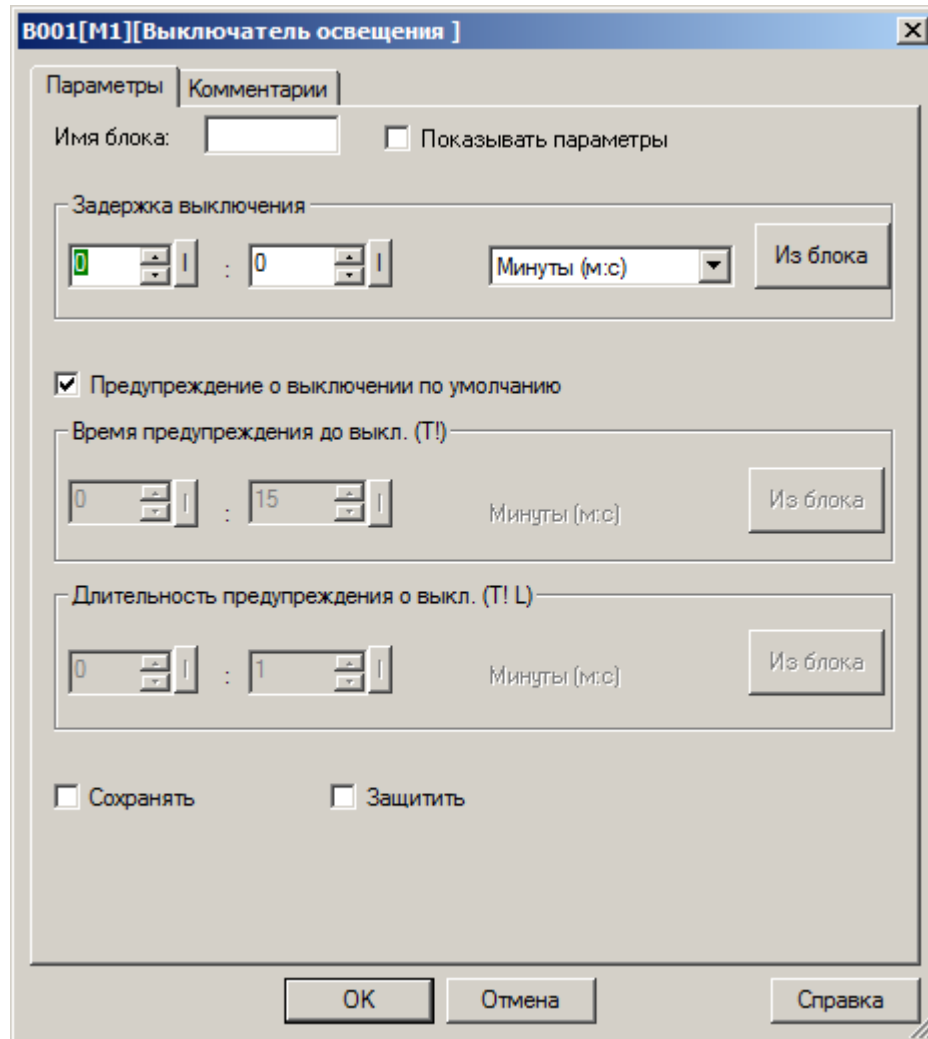 B001[M1][Выключатель освещения ]
Параметры Комментарии
Имя блока: Показывать параметры
Задержка выключения
0 I : 0 I Минуты (м:с) Из блока
Предупреждение о выключении по умолчанию
Время предупреждения до выкл. (T!)
0 I : 15 I Минуты (м:с) Из блока
Длительность предупреждения о выкл. (T! L)
0 I : 1 I Минуты (м:с) Из блока
Сохранять Защитить
OK Отмена Справка